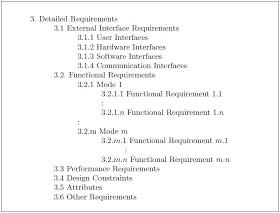 3. Detailed Requirements
3.1 External Interface Requirements
3.1.1 User Interfaces
3.1.2 Hardware Interfaces
3.1.3 Software Interfaces
3.1.4 Communication Interfaces
3.2. Functional Requirements
3.2.1 Mode 1
3.2.1.1 Functional Requirement 1.1
:
3.2.1.n Functional Requirement 1.n
:
3.2.m Mode m
3.2.m.1 Functional Requirement m.1
:
3.2.m.n Functional Requirement m.n
3.3 Performance Requirements
3.4 Design Constraints
3.5 Attributes
3.6 Other Requirements